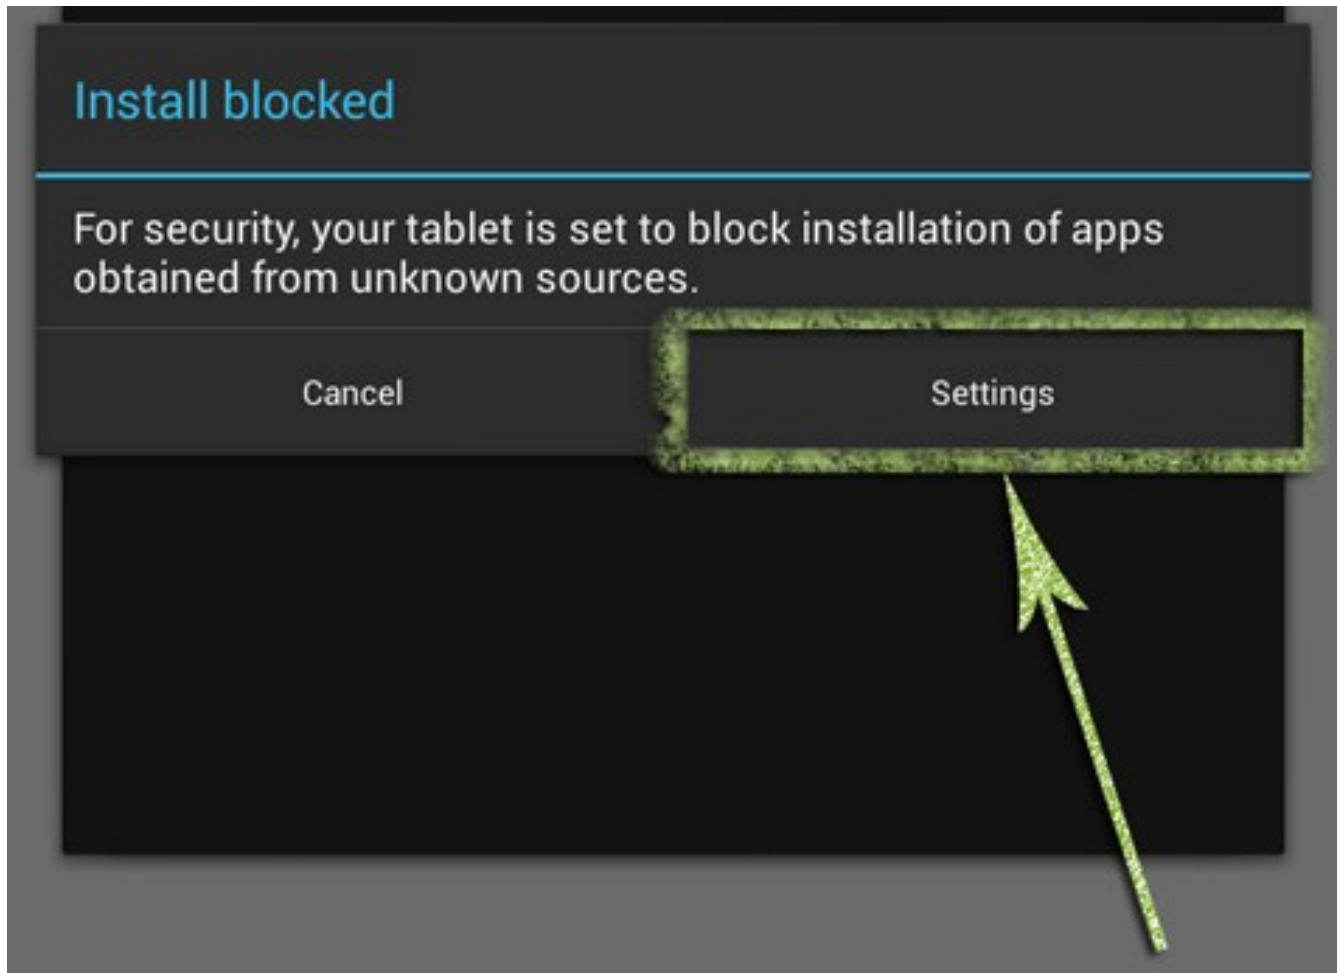 Install blocked
For security, your tablet is set to block installation of apps
obtained from unknown sources.
Cancel
Settings